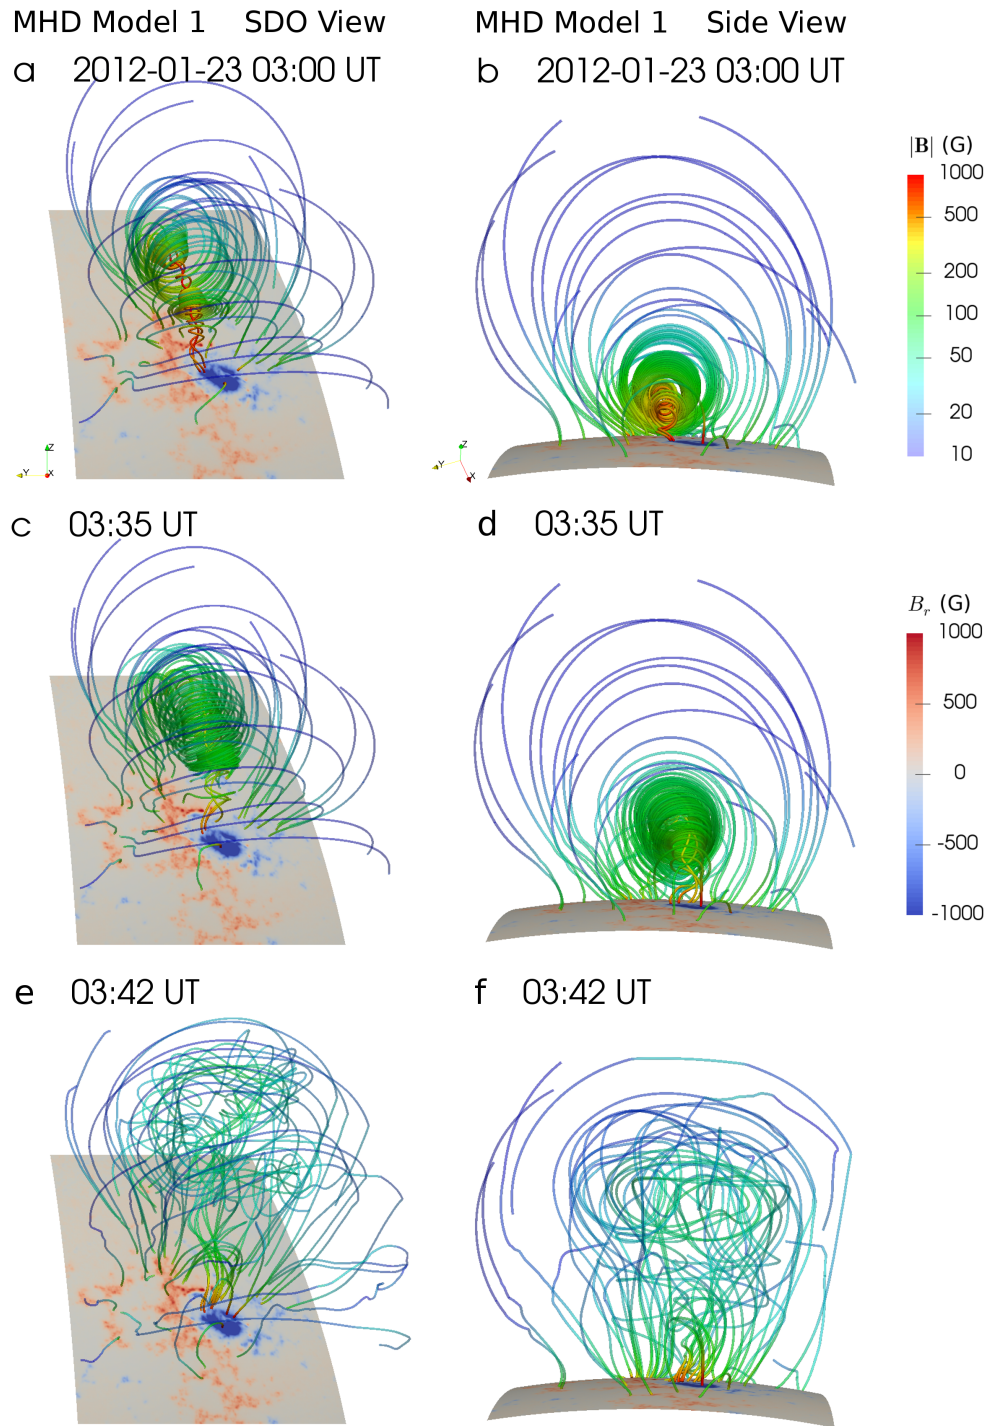 MHD Model 1 SDO View
MHD Model 1 Side View
a 2012-01-23 03:00 UT
b 2012-01-23 03:00 UT
|B| (G)
1000
500
200
100
50
20
10
Z
Y
X
Z
Y
X
c 03:35 UT
d 03:35 UT
B_r (G)
1000
500
0
-500
-1000
e 03:42 UT
f 03:42 UT